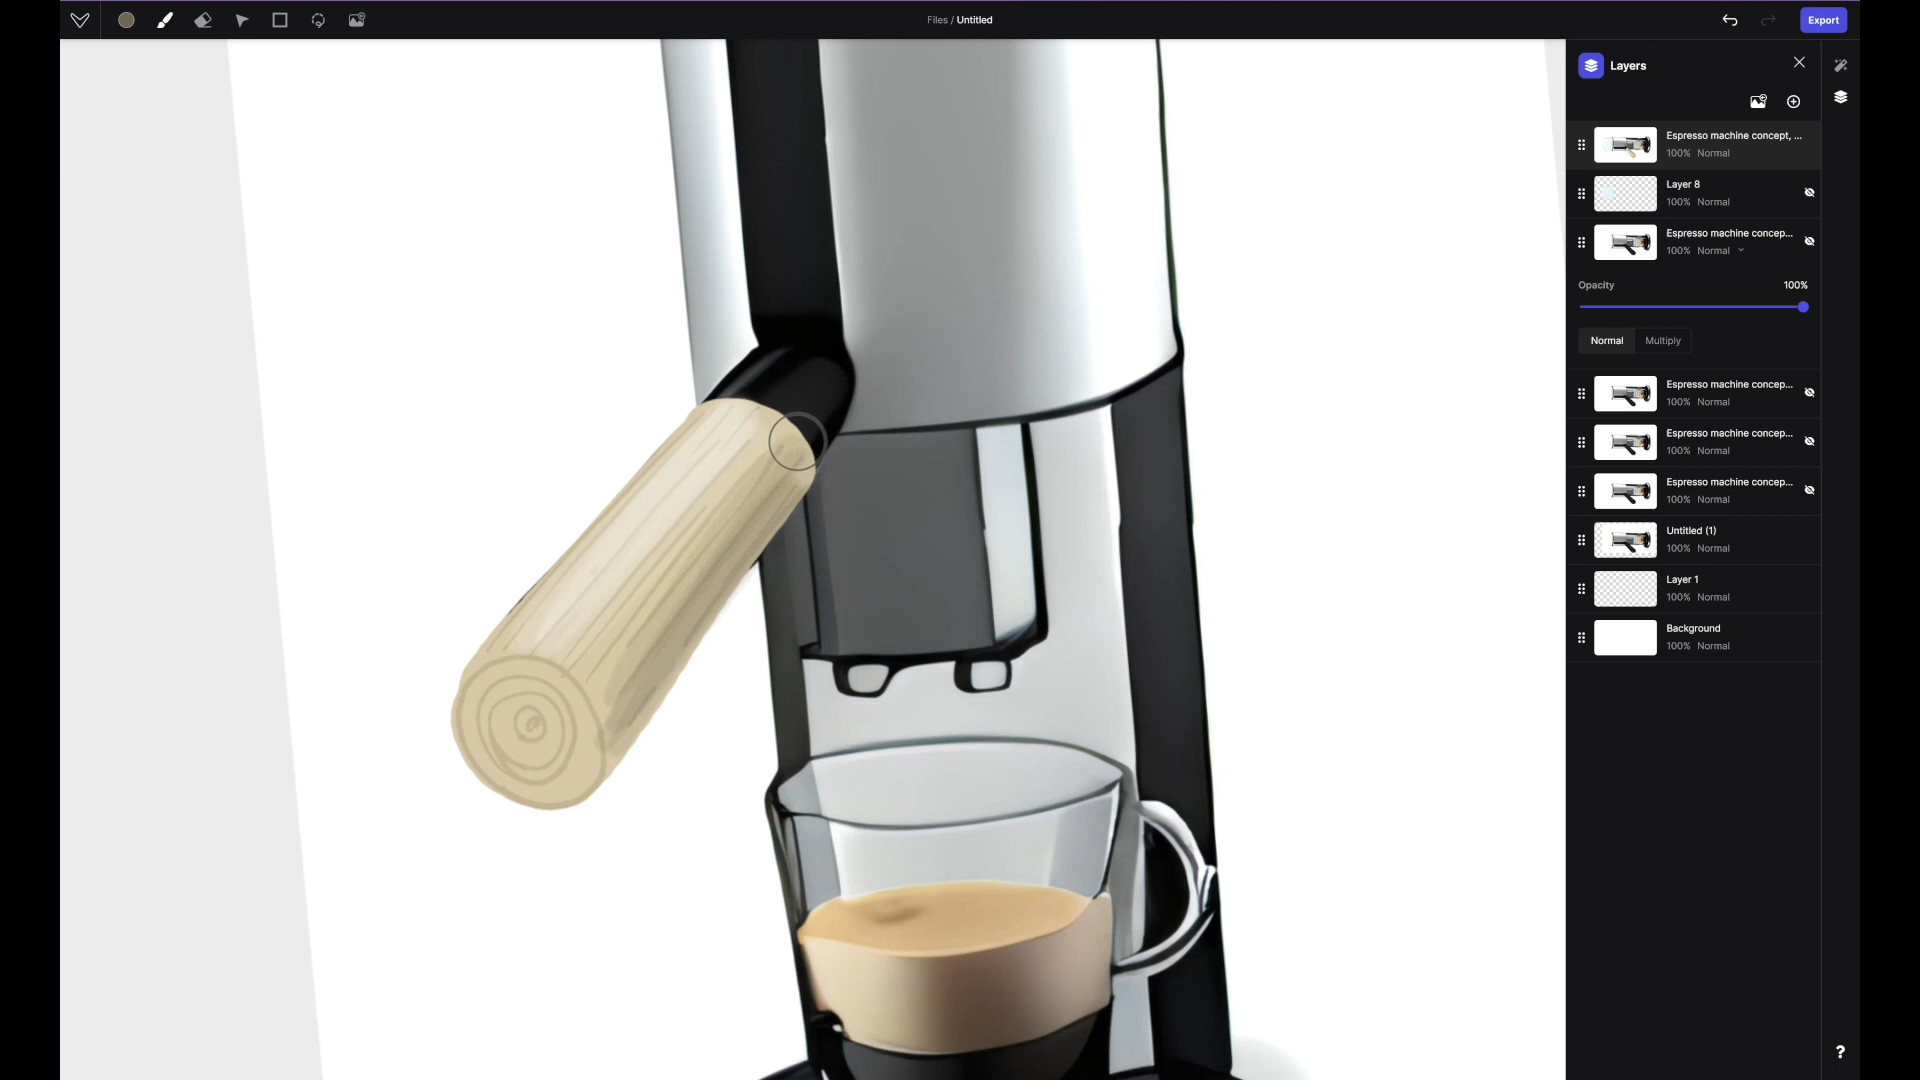 Files / Untitled
Export
Layers
Espresso machine concept, ...
100% Normal
Layer 8
100% Normal
Espresso machine concep...
100% Normal
Opacity 100%
Normal Multiply
Espresso machine concep...
100% Normal
Espresso machine concep...
100% Normal
Espresso machine concep...
100% Normal
Untitled (1)
100% Normal
Layer 1
100% Normal
Background
100% Normal
?